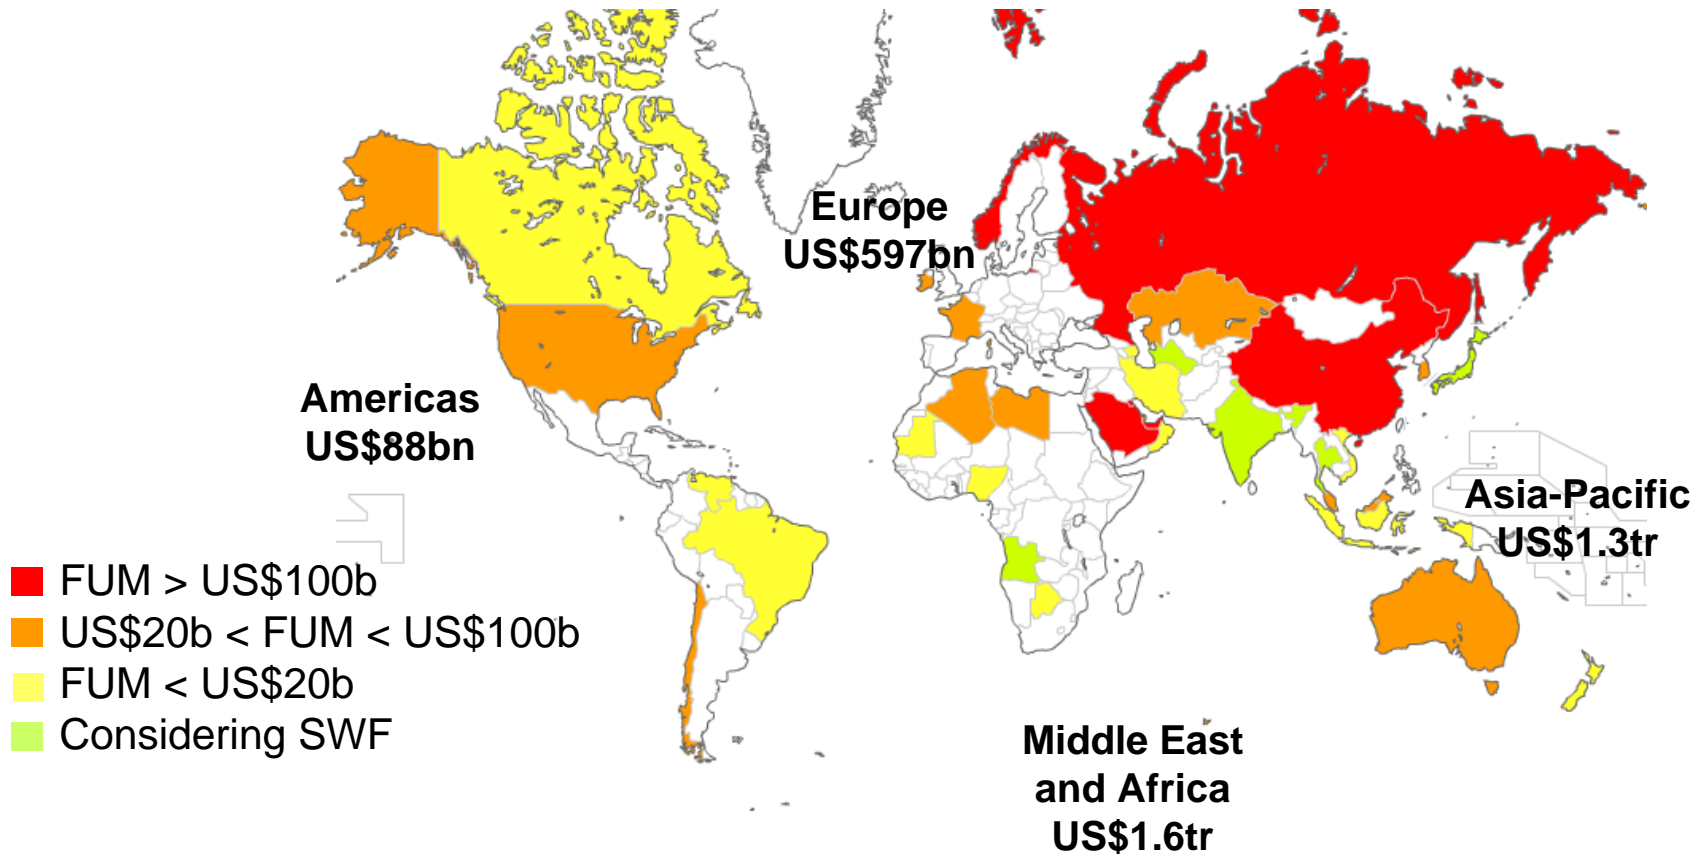 Europe
US$597bn
Americas
US$88bn
Asia-Pacific
US$1.3tr
FUM > US$100b
US$20b < FUM < US$100b
FUM < US$20b
Considering SWF
Middle East
and Africa
US$1.6tr